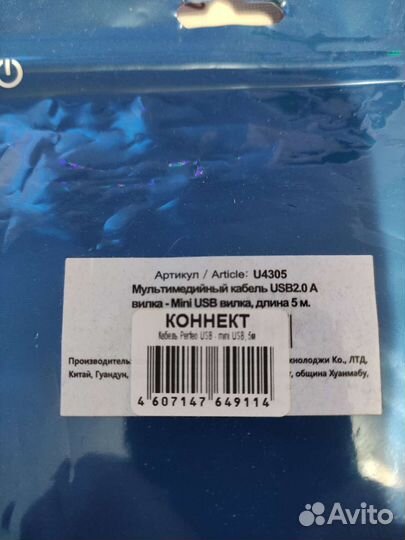 Артикул / Article: U4305
Мультимедийный кабель USB2.0 A
вилка - Mini USB вилка, длина 5 м.
КОННЕКТ
Кабель Perfeo USB - mini USB, 5м
Производитель: хнолоджи Ко., ЛТД,
Китай, Гуандун, община Хуанмабу,
4 607147 649114
Avito